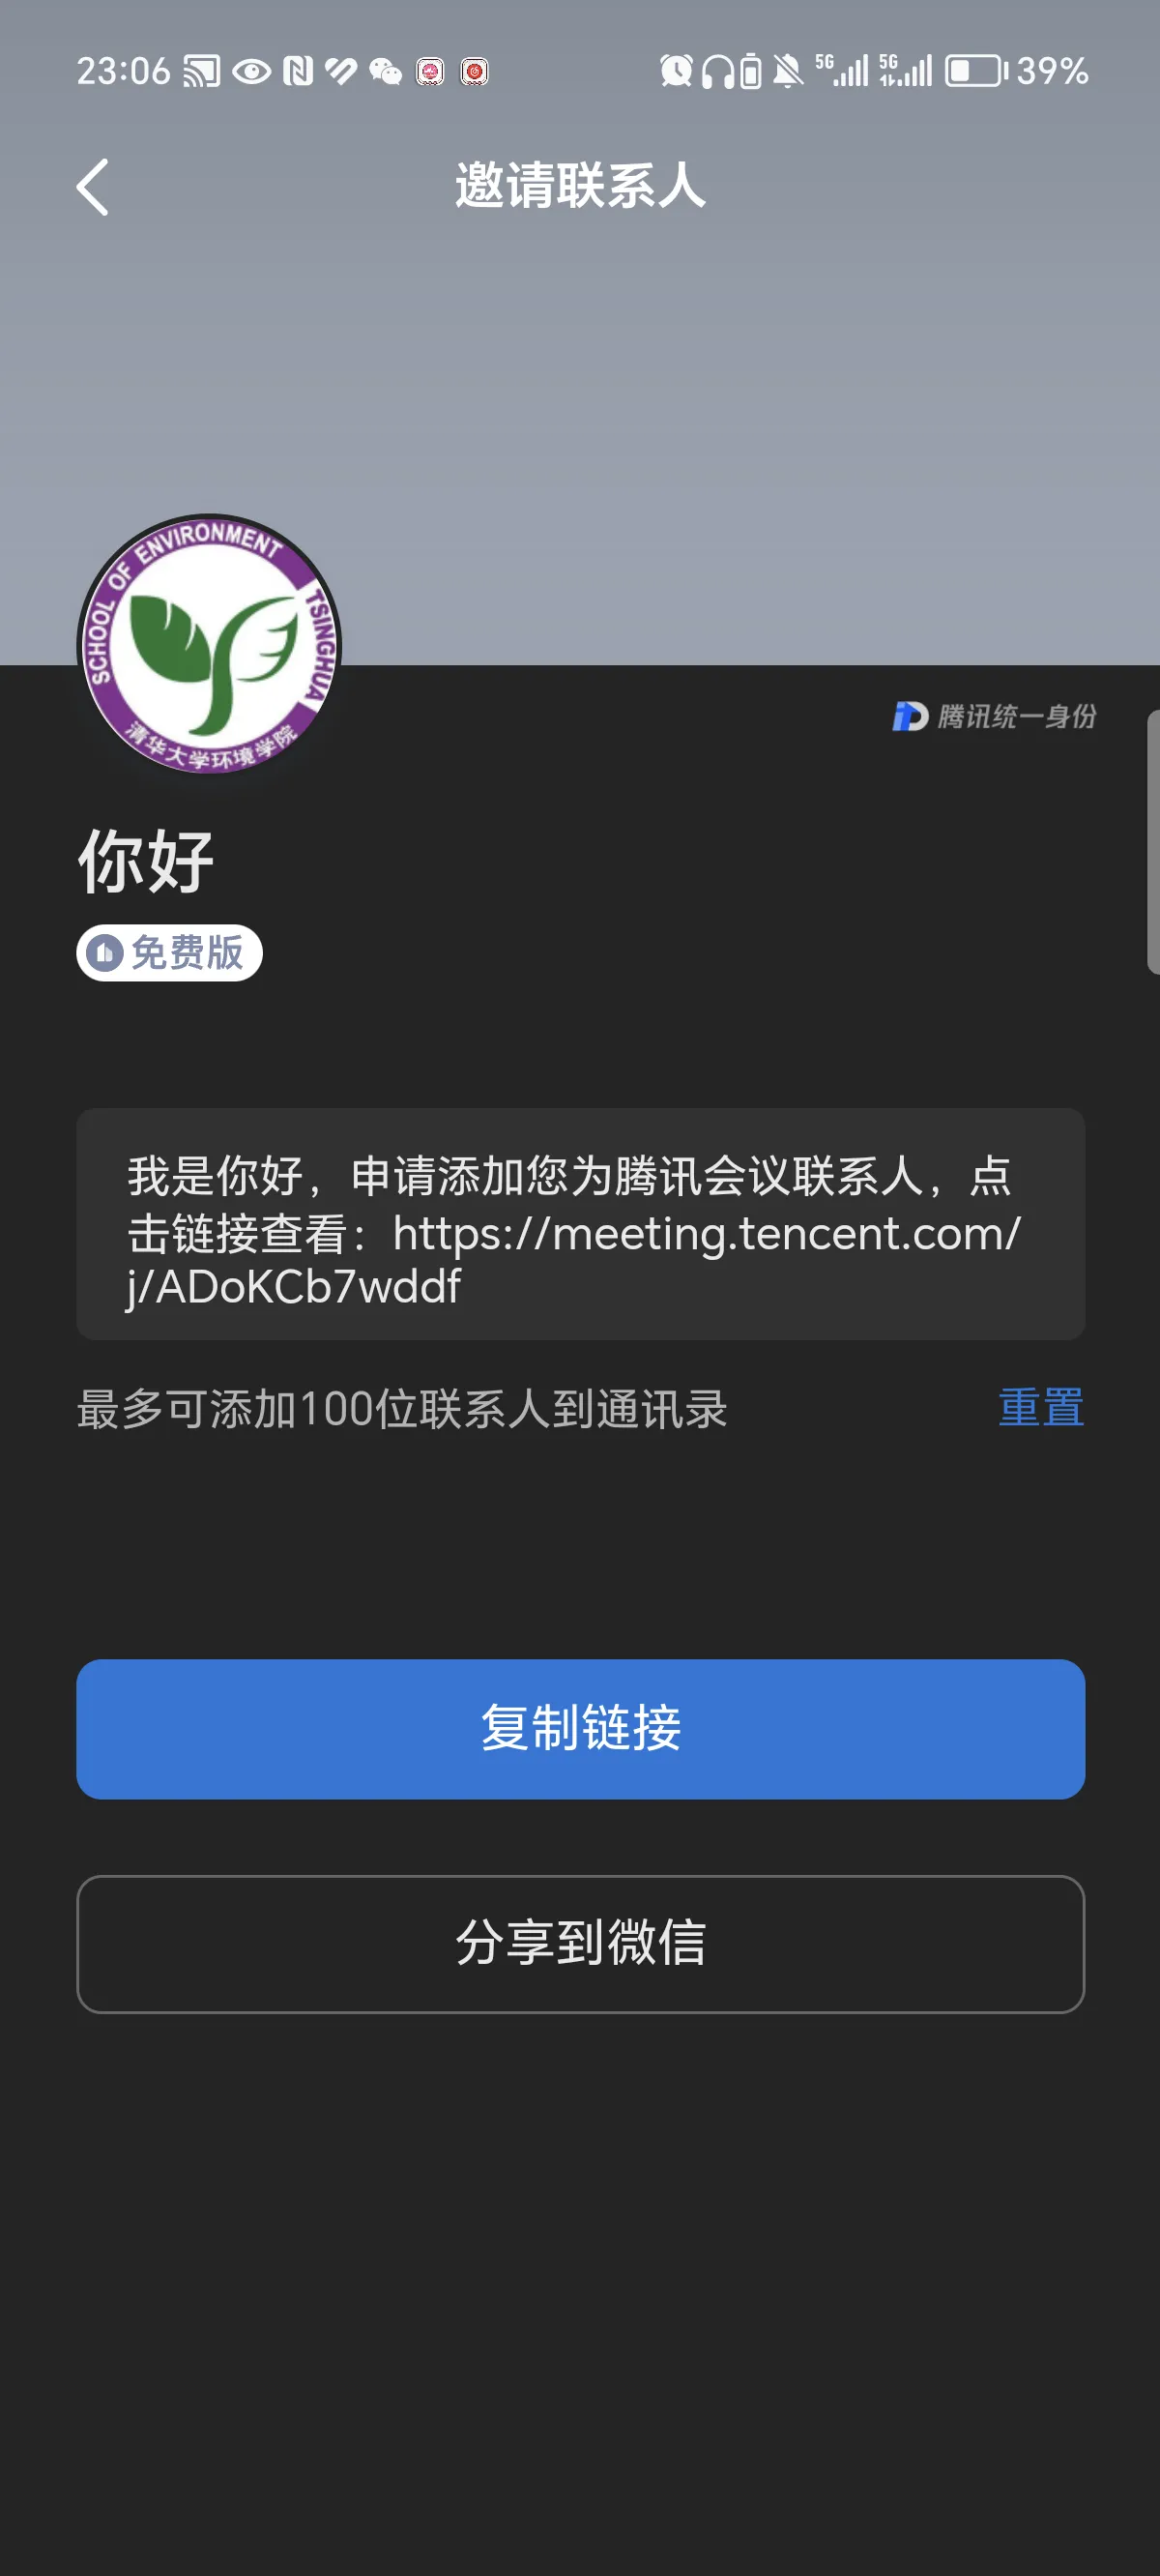 23:06
5G
5G
39%
邀请联系人
SCHOOL OF ENVIRONMENT TSINGHUA
清华大学环境学院
腾讯统一身份
你好
免费版
我是你好，申请添加您为腾讯会议联系人，点
击链接查看：https://meeting.tencent.com/
j/ADoKCb7wddf
最多可添加100位联系人到通讯录
重置
复制链接
分享到微信